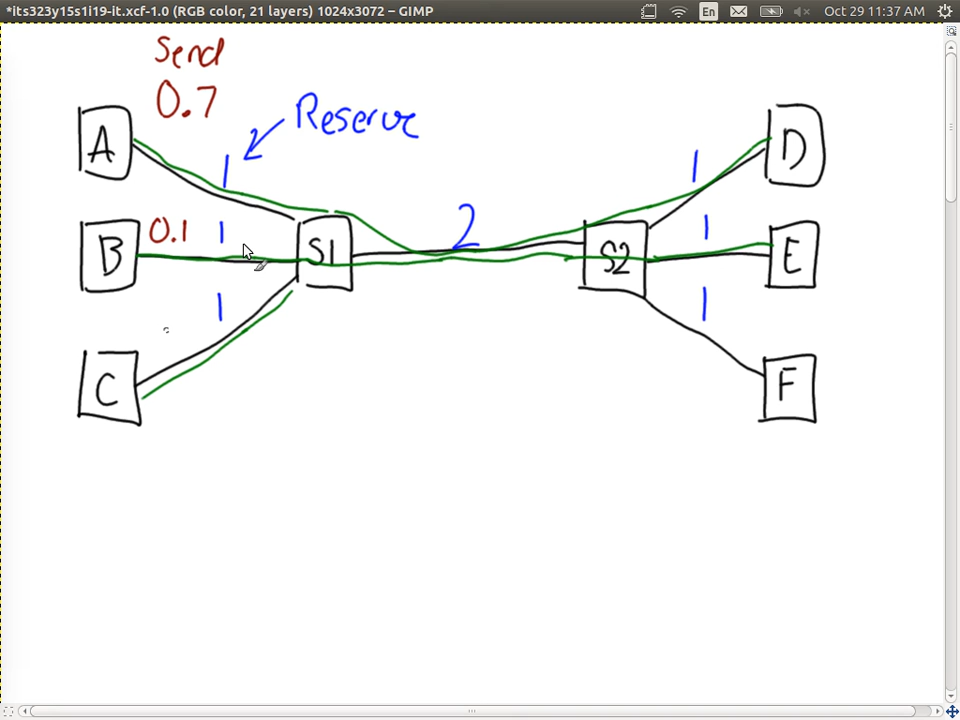 *its323y15s1i19-it.xcf-1.0 (RGB color, 21 layers) 1024x3072 – GIMP
En
Oct 29 11:37 AM
Send
0.7
Reserve
A
D
1
1
B
0.1
1
S1
2
S2
1
E
1
1
C
F